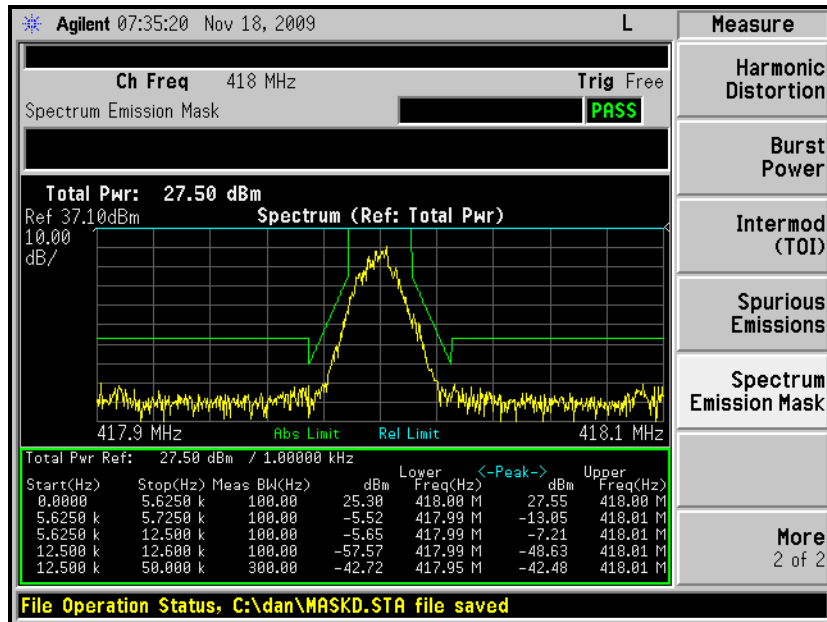 Agilent 07:35:20 Nov 18, 2009 L
Measure
Ch Freq 418 MHz Trig Free
Spectrum Emission Mask PASS
Harmonic
Distortion
Burst
Power
Intermod
(TOI)
Spurious
Emissions
Spectrum
Emission Mask
More
2 of 2
Total Pwr: 27.50 dBm
Ref 37.10dBm Spectrum (Ref: Total Pwr)
10.00
dB/
417.9 MHz Abs Limit Rel Limit 418.1 MHz
Total Pwr Ref: 27.50 dBm / 1.00000 kHz
Lower <-Peak-> Upper
Start(Hz) Stop(Hz) Meas BW(Hz) dBm Freq(Hz) dBm Freq(Hz)
0.0000 5.6250 k 100.00 25.30 418.00 M 27.55 418.00 M
5.6250 k 5.7250 k 100.00 -5.52 417.99 M -13.05 418.01 M
5.6250 k 12.500 k 100.00 -5.65 417.99 M -7.21 418.01 M
12.500 k 12.600 k 100.00 -57.57 417.99 M -48.63 418.01 M
12.500 k 50.000 k 300.00 -42.72 417.95 M -42.48 418.01 M
File Operation Status, C:\dan\MASKD.STA file saved